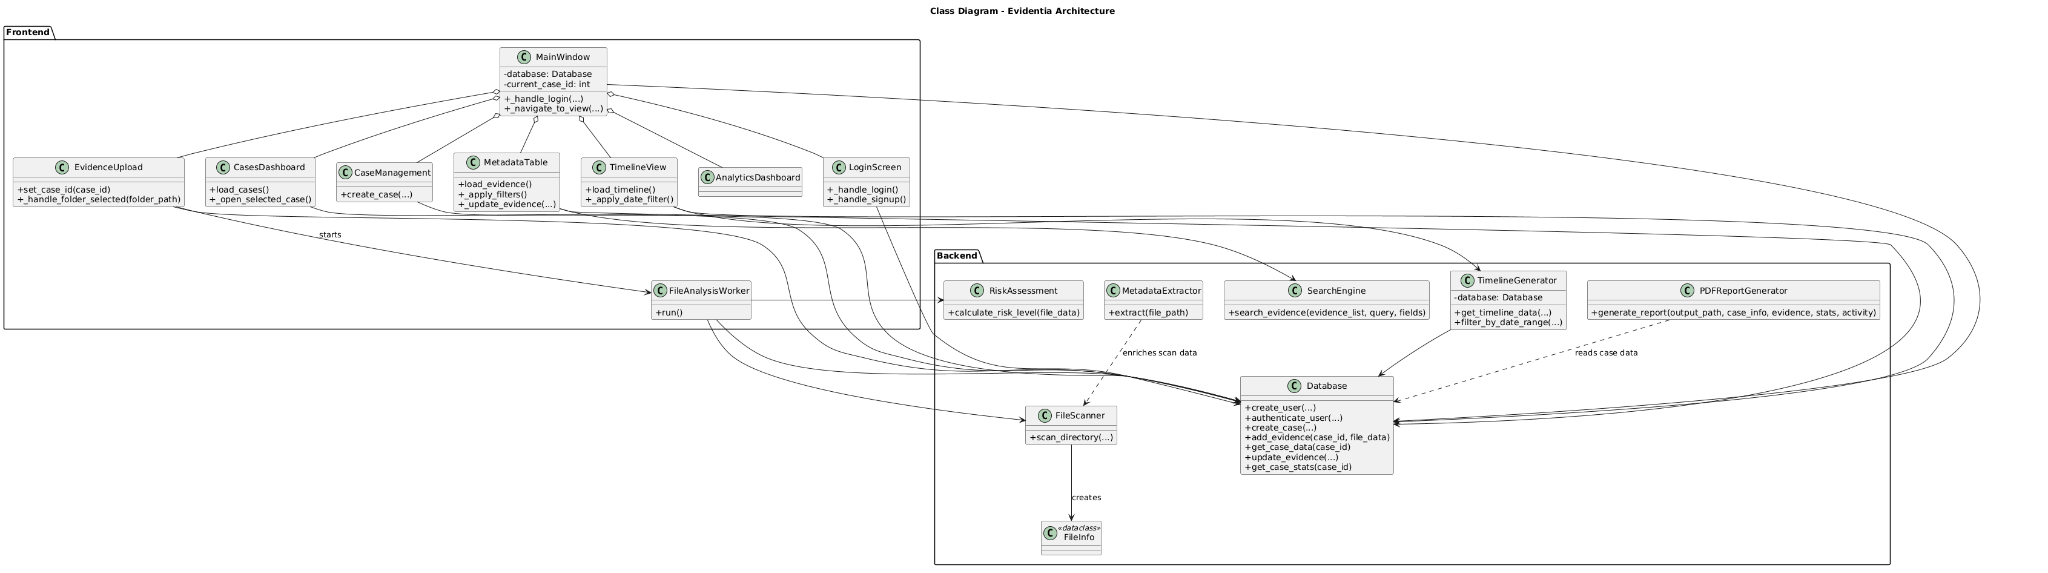 Class Diagram - Evidentia Architecture
Frontend
C MainWindow
-database: Database
-current_case_id: int
+_handle_login(...)
+_navigate_to_view(...)
C EvidenceUpload
+set_case_id(case_id)
+_handle_folder_selected(folder_path)
C CasesDashboard
+load_cases()
+_open_selected_case()
C CaseManagement
+create_case(...)
C MetadataTable
+load_evidence()
+_apply_filters()
+_update_evidence(...)
C TimelineView
+load_timeline()
+_apply_date_filter()
C AnalyticsDashboard
C LoginScreen
+_handle_login()
+_handle_signup()
starts
C FileAnalysisWorker
+run()
Backend
C RiskAssessment
+calculate_risk_level(file_data)
C MetadataExtractor
+extract(file_path)
C SearchEngine
+search_evidence(evidence_list, query, fields)
C TimelineGenerator
-database: Database
+get_timeline_data(...)
+filter_by_date_range(...)
C PDFReportGenerator
+generate_report(output_path, case_info, evidence, stats, activity)
enriches scan data
reads case data
C Database
+create_user(...)
+authenticate_user(...)
+create_case(...)
+add_evidence(case_id, file_data)
+get_case_data(case_id)
+update_evidence(...)
+get_case_stats(case_id)
C FileScanner
+scan_directory(...)
creates
C «dataclass»
FileInfo